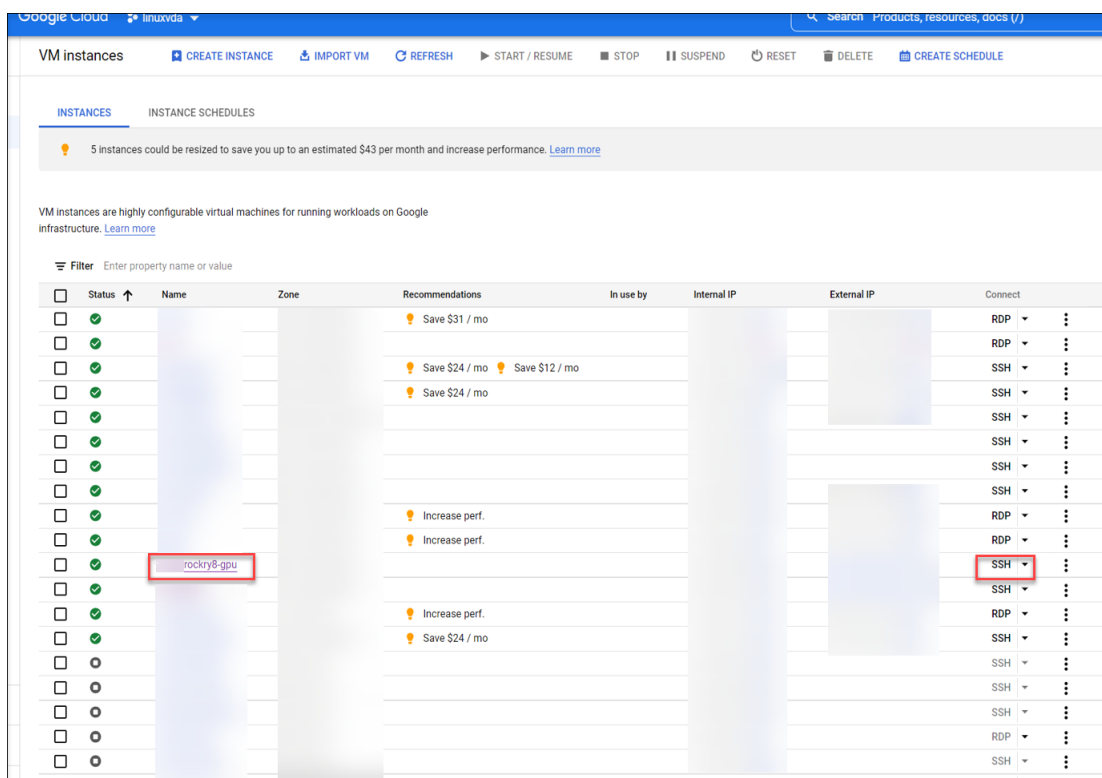 Google Cloud linuxvda Search Products, resources, docs (/)
VM instances CREATE INSTANCE IMPORT VM REFRESH START / RESUME STOP SUSPEND RESET DELETE CREATE SCHEDULE
INSTANCES INSTANCE SCHEDULES
5 instances could be resized to save you up to an estimated $43 per month and increase performance. Learn more
VM instances are highly configurable virtual machines for running workloads on Google
infrastructure. Learn more
Filter Enter property name or value
Status Name Zone Recommendations In use by Internal IP External IP Connect
Save $31 / mo RDP
RDP
Save $24 / mo Save $12 / mo SSH
Save $24 / mo SSH
SSH
SSH
SSH
SSH
Increase perf. RDP
Increase perf. RDP
rockry8-gpu SSH
SSH
Increase perf. RDP
Save $24 / mo SSH
SSH
SSH
SSH
RDP
SSH